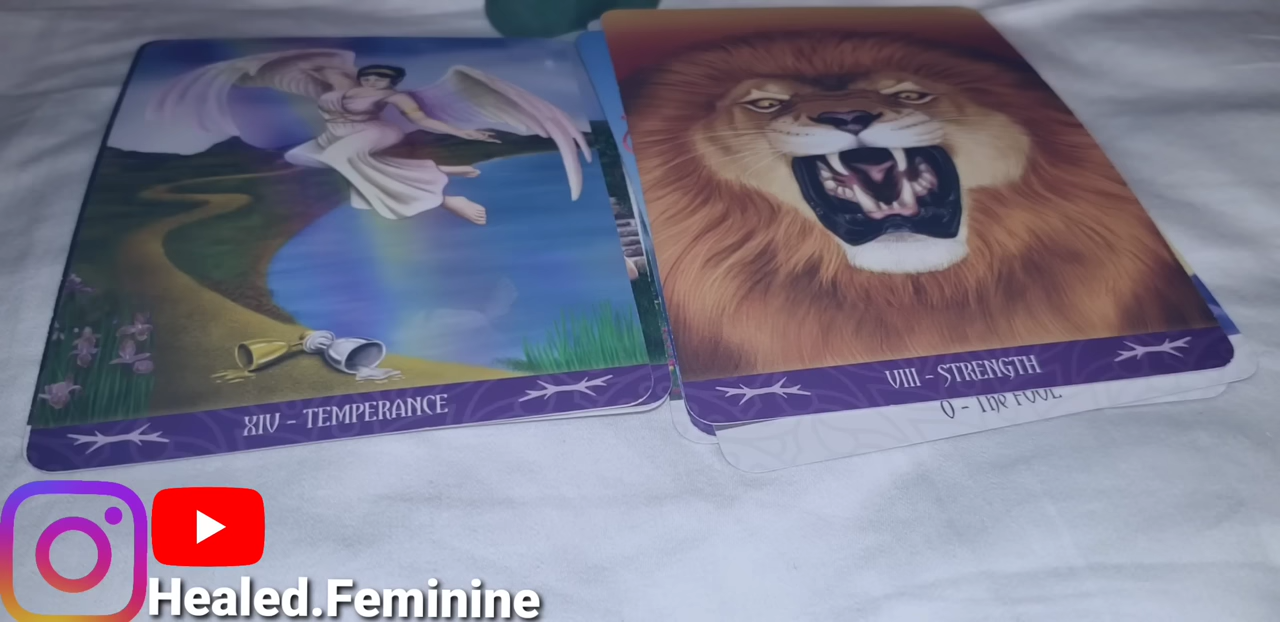 XIV - TEMPERANCE
VIII - STRENGTH
0 - The FOOL
Healed.Feminine